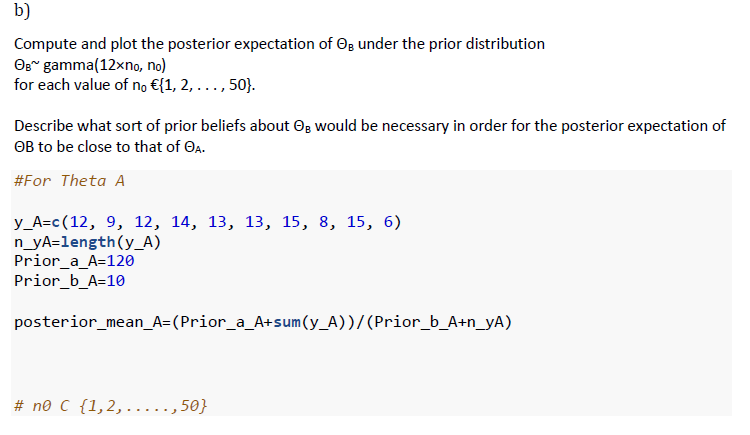 b)
Compute and plot the posterior expectation of Θ_B under the prior distribution
Θ_B~ gamma(12×n₀, n₀)
for each value of n₀ €{1, 2, . . . , 50}.
Describe what sort of prior beliefs about Θ_B would be necessary in order for the posterior expectation of
ΘB to be close to that of Θ_A.
#For Theta A
y_A=c(12, 9, 12, 14, 13, 13, 15, 8, 15, 6)
n_yA=length(y_A)
Prior_a_A=120
Prior_b_A=10
posterior_mean_A=(Prior_a_A+sum(y_A))/(Prior_b_A+n_yA)
# n0 C {1,2,.....,50}